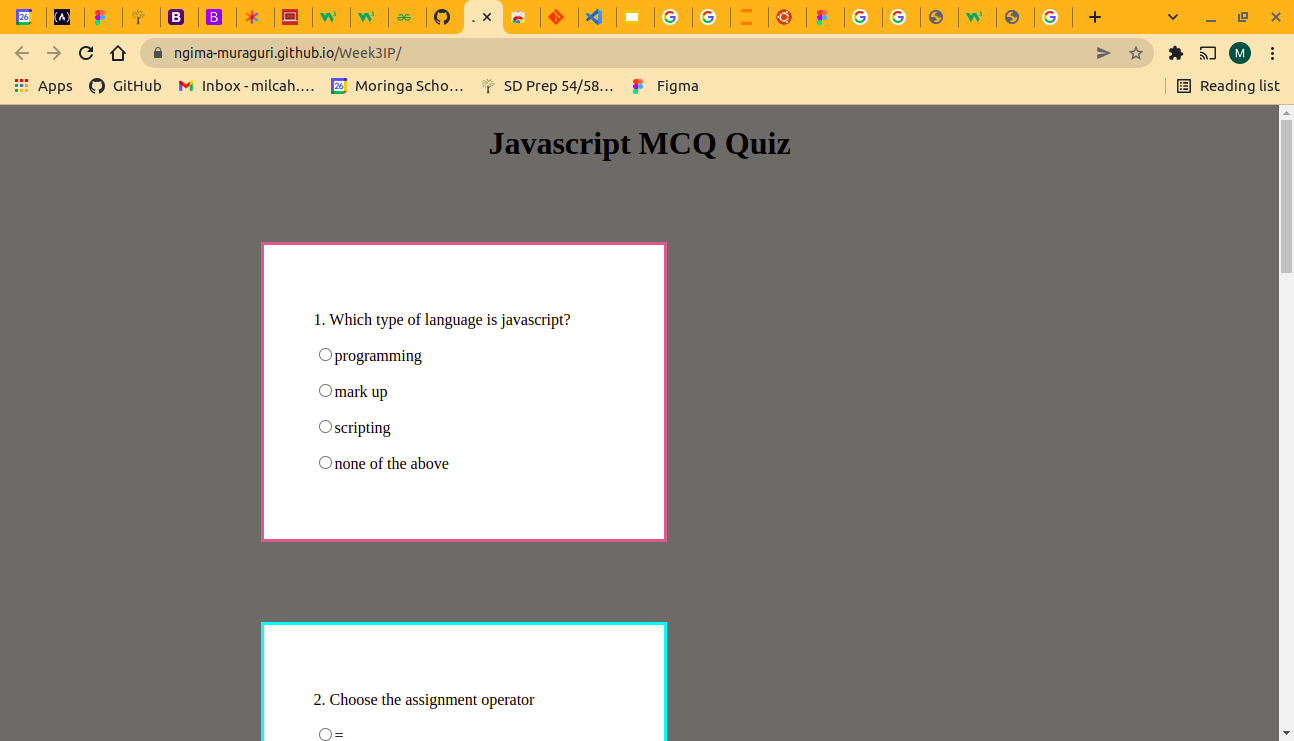 ngima-muraguri.github.io/Week3IP/
M
Apps GitHub Inbox - milcah.... Moringa Scho... SD Prep 54/58... Figma Reading list
Javascript MCQ Quiz
1. Which type of language is javascript?
programming
mark up
scripting
none of the above
2. Choose the assignment operator
=